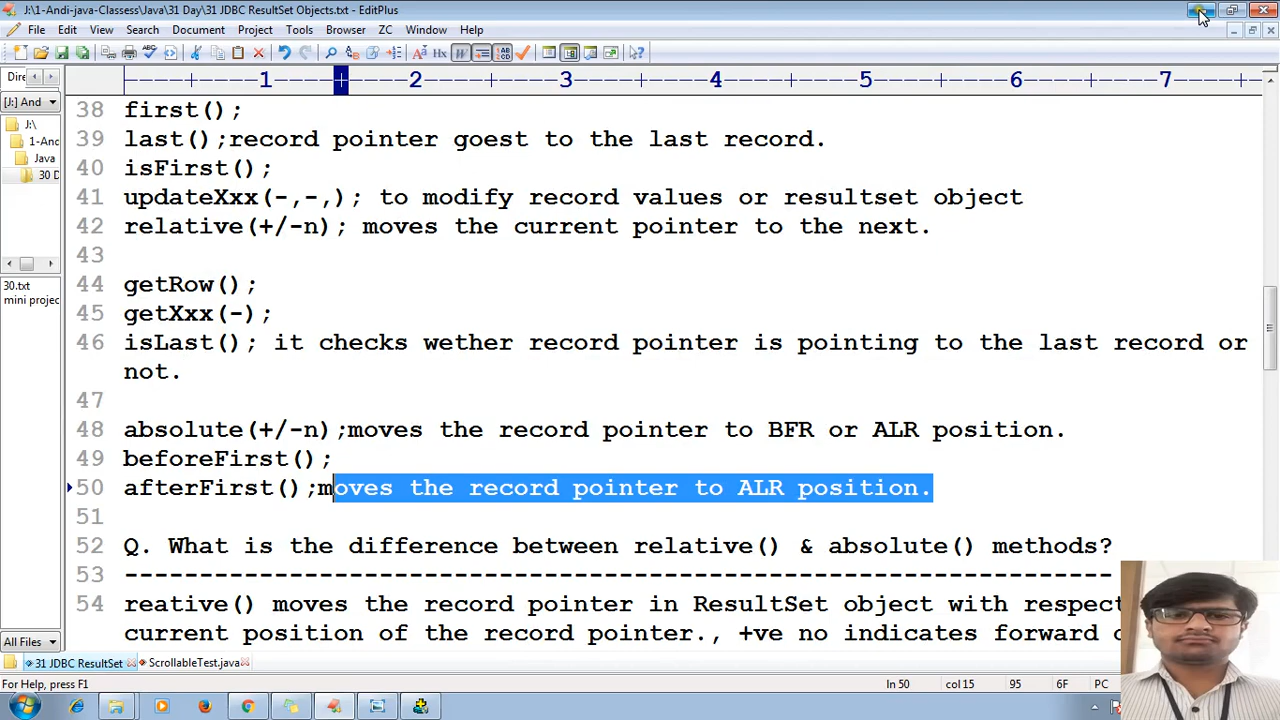 J:\1-Andi-java-Classess\Java\31 Day\31 JDBC ResultSet Objects.txt - EditPlus
File Edit View Search Document Project Tools Browser ZC Window Help
Dire
[J:] And
J:\
1-And
Java
30 D
30.txt
mini projec
All Files
----+----1----+----2----+----3----+----4----+----5----+----6----+----7----+
38 first();
39 last();record pointer goest to the last record.
40 isFirst();
41 updateXxx(-,-,); to modify record values or resultset object
42 relative(+/-n); moves the current pointer to the next.
43
44 getRow();
45 getXxx(-);
46 isLast(); it checks wether record pointer is pointing to the last record or
not.
47
48 absolute(+/-n);moves the record pointer to BFR or ALR position.
49 beforeFirst();
50 afterFirst();moves the record pointer to ALR position.
51
52 Q. What is the difference between relative() & absolute() methods?
53 ------------------------------------------------------------------
54 reative() moves the record pointer in ResultSet object with respect
current position of the record pointer., +ve no indicates forward
31 JDBC ResultSet ScrollableTest.java
For Help, press F1 ln 50 col 15 95 6F PC